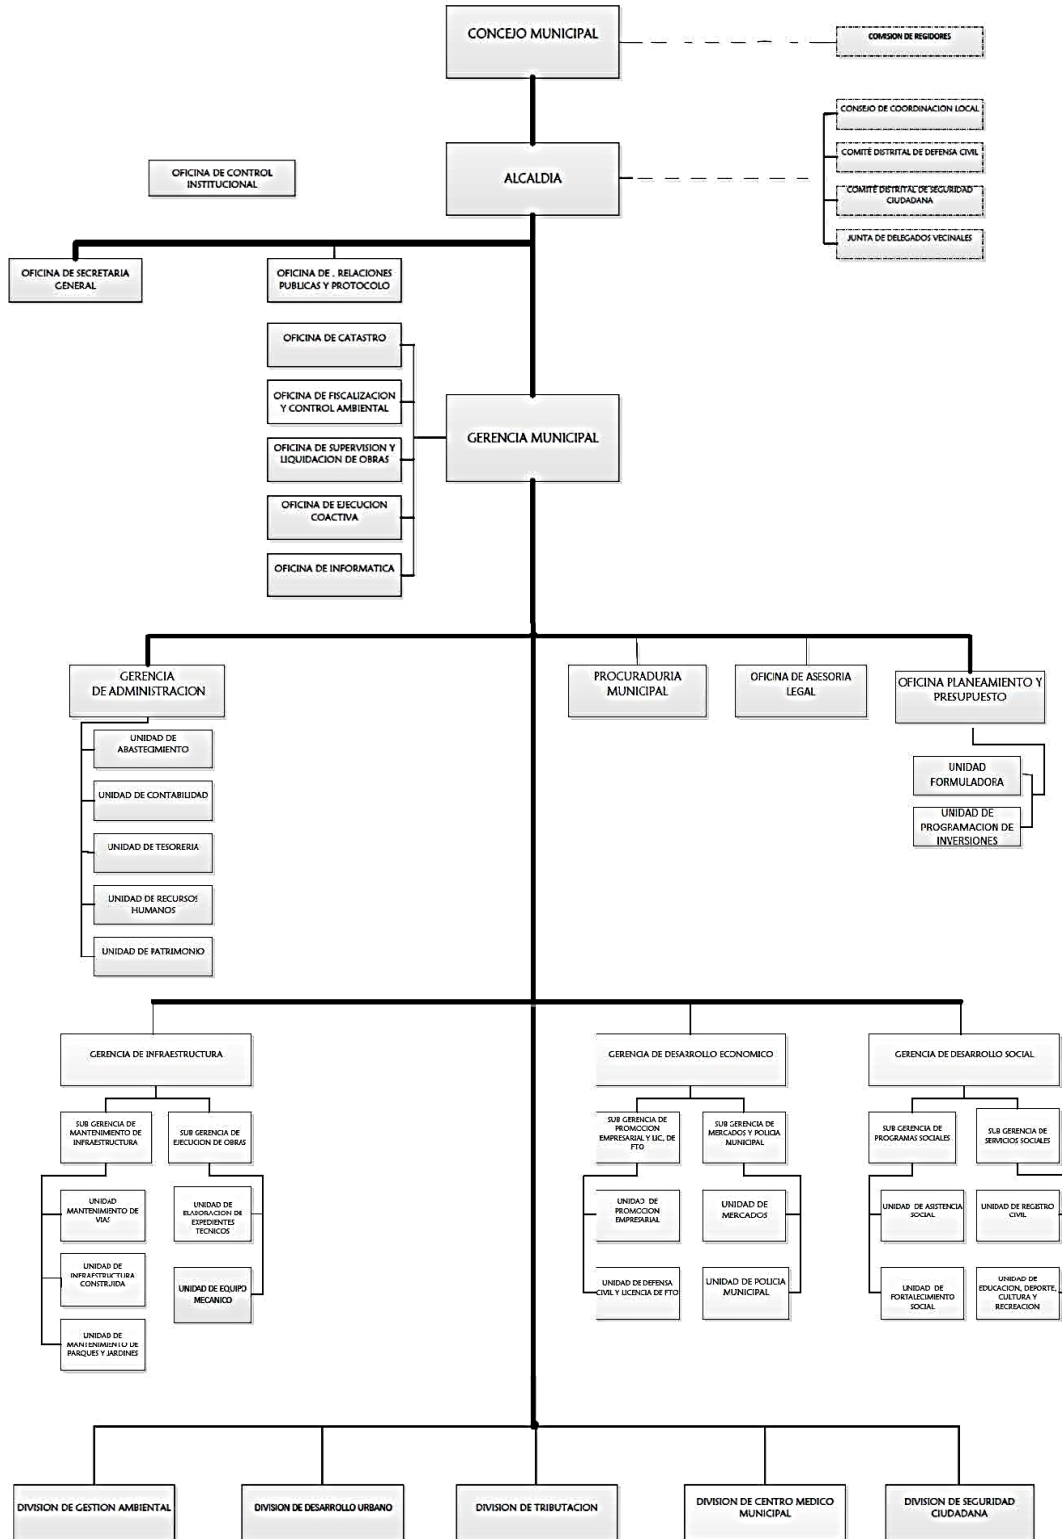 CONCEJO MUNICIPAL
COMISION DE REGIDORES
CONSEJO DE COORDINACION LOCAL
COMITÉ DISTRITAL DE DEFENSA CIVIL
COMITÉ DISTRITAL DE SEGURIDAD
CIUDADANA
JUNTA DE DELEGADOS VECINALES
ALCALDIA
OFICINA DE CONTROL
INSTITUCIONAL
OFICINA DE SECRETARIA
GENERAL
OFICINA DE . RELACIONES
PUBLICAS Y PROTOCOLO
OFICINA DE CATASTRO
OFICINA DE FISCALIZACION
Y CONTROL AMBIENTAL
OFICINA DE SUPERVISION Y
LIQUIDACION DE OBRAS
OFICINA DE EJECUCION
COACTIVA
OFICINA DE INFORMATICA
GERENCIA MUNICIPAL
GERENCIA
DE ADMINISTRACION
PROCURADURIA
MUNICIPAL
OFICINA DE ASESORIA
LEGAL
OFICINA PLANEAMIENTO Y
PRESUPUESTO
UNIDAD DE
ABASTECIMIENTO
UNIDAD DE CONTABILIDAD
UNIDAD DE TESORERIA
UNIDAD DE RECURSOS
HUMANOS
UNIDAD DE PATRIMONIO
UNIDAD
FORMULADORA
UNIDAD DE
PROGRAMACION DE
INVERSIONES
GERENCIA DE INFRAESTRUCTURA
GERENCIA DE DESARROLLO ECONOMICO
GERENCIA DE DESARROLLO SOCIAL
SUB GERENCIA DE
MANTENIMIENTO DE
INFRAESTRUCTURA
SUB GERENCIA DE
EJECUCION DE OBRAS
SUB GERENCIA DE
PROMOCION
EMPRESARIAL Y LIC, DE
FTO
SUB GERENCIA DE
MERCADOS Y POLICIA
MUNICIPAL
SUB GERENCIA DE
PROGRAMAS SOCIALES
SUB GERENCIA DE
SERVICIOS SOCIALES
UNIDAD
MANTENIMIENTO DE
VIAS
UNIDAD DE
ELABORACION DE
EXPEDIENTES
TECNICOS
UNIDAD DE
PROMOCION
EMPRESARIAL
UNIDAD DE
MERCADOS
UNIDAD DE ASISTENCIA
SOCIAL
UNIDAD DE REGISTRO
CIVIL
UNIDAD DE
INFRAESTRUCTURA
CONSTRUIDA
UNIDAD DE EQUIPO
MECANICO
UNIDAD DE DEFENSA
CIVIL Y LICENCIA DE FTO
UNIDAD DE POLICIA
MUNICIPAL
UNIDAD DE
FORTALECIMIENTO
SOCIAL
UNIDAD DE
EDUCACION, DEPORTE,
CULTURA Y
RECREACION
UNIDAD DE
MANTENIMIENTO DE
PARQUES Y JARDINES
DIVISION DE GESTION AMBIENTAL
DIVISION DE DESARROLLO URBANO
DIVISION DE TRIBUTACION
DIVISION DE CENTRO MEDICO
MUNICIPAL
DIVISION DE SEGURIDAD
CIUDADANA